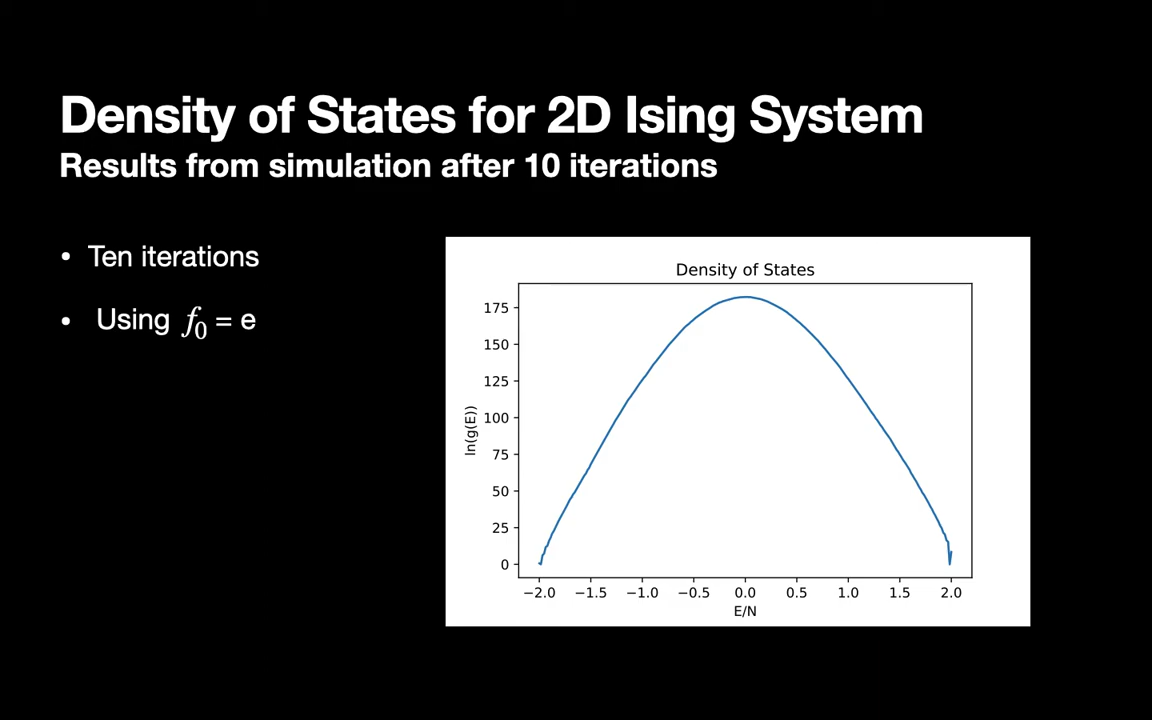 Density of States for 2D Ising System
Results from simulation after 10 iterations
• Ten iterations
• Using f₀ = e
Density of States
175
150
125
100
75
50
25
0
ln(g(E))
−2.0 −1.5 −1.0 −0.5 0.0 0.5 1.0 1.5 2.0
E/N